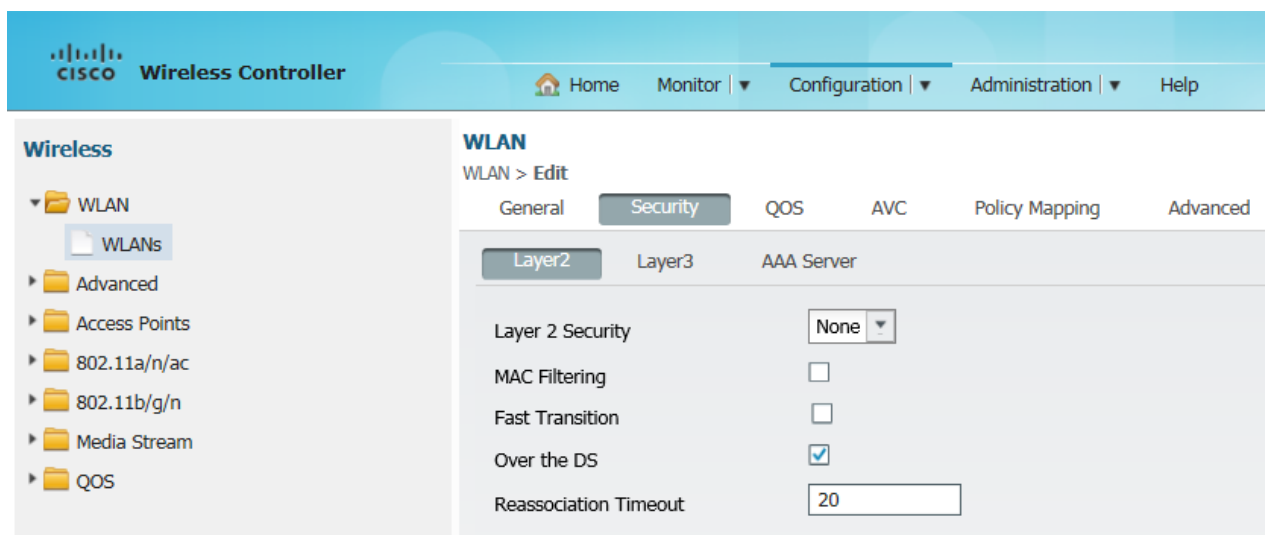 CISCO Wireless Controller
Home Monitor Configuration Administration Help
Wireless
WLAN
WLANs
Advanced
Access Points
802.11a/n/ac
802.11b/g/n
Media Stream
QOS
WLAN
WLAN > Edit
General Security QOS AVC Policy Mapping Advanced
Layer2 Layer3 AAA Server
Layer 2 Security None
MAC Filtering
Fast Transition
Over the DS
Reassociation Timeout 20